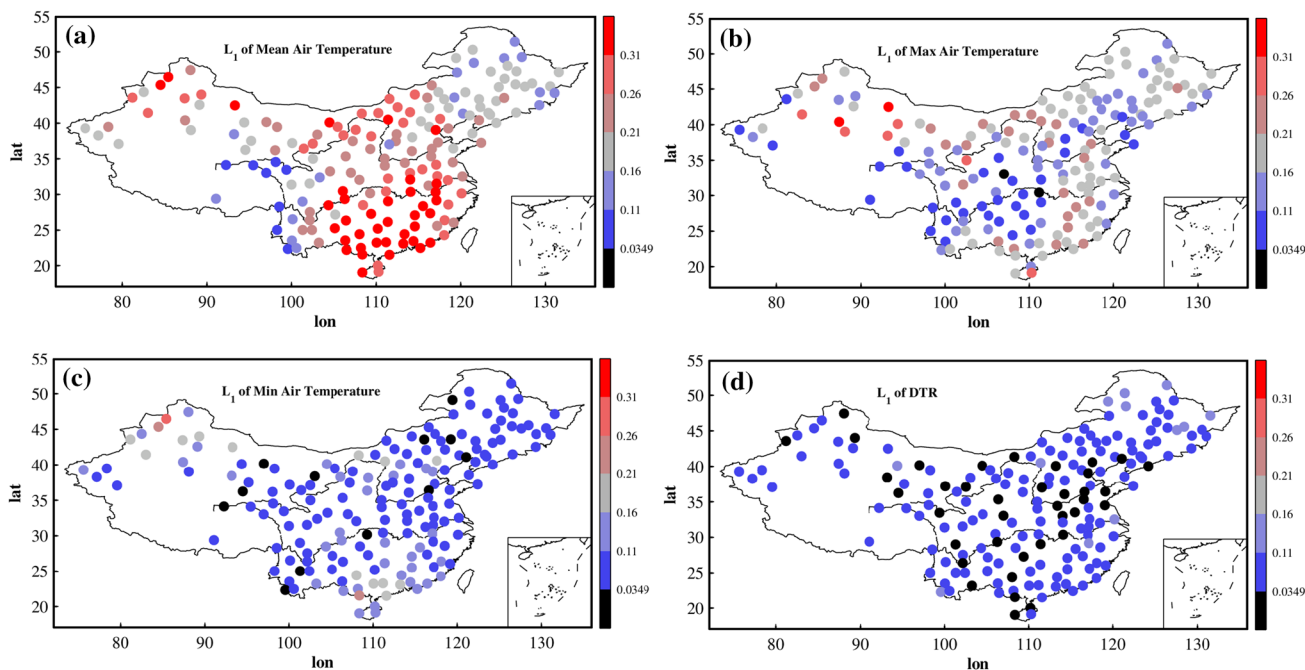 (a)
L1 of Mean Air Temperature
55
50
45
40
35
30
25
20
lat
80 90 100 110 120 130
lon
0.31
0.26
0.21
0.16
0.11
0.0349
(b)
L1 of Max Air Temperature
55
50
45
40
35
30
25
20
lat
80 90 100 110 120 130
lon
0.31
0.26
0.21
0.16
0.11
0.0349
(c)
L1 of Min Air Temperature
55
50
45
40
35
30
25
20
lat
80 90 100 110 120 130
lon
0.31
0.26
0.21
0.16
0.11
0.0349
(d)
L1 of DTR
55
50
45
40
35
30
25
20
lat
80 90 100 110 120 130
lon
0.31
0.26
0.21
0.16
0.11
0.0349